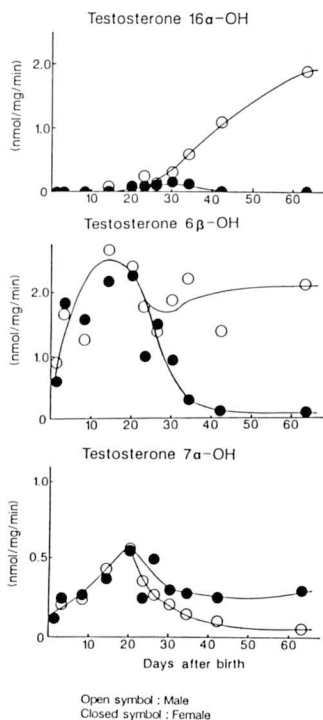 Testosterone 16α-OH
(nmol/mg/min)
2.0
1.0
0
0 10 20 30 40 50 60
Testosterone 6β-OH
(nmol/mg/min)
2.0
1.0
0
0 10 20 30 40 50 60
Testosterone 7α-OH
(nmol/mg/min)
1.0
0.5
0
0 10 20 30 40 50 60
Days after birth
Open symbol : Male
Closed symbol : Female